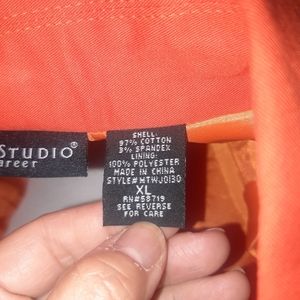 STUDIO®
areer
SHELL:
97% COTTON
3% SPANDEX
LINING:
100% POLYESTER
MADE IN CHINA
STYLE#MTWJ0130
XL
RN#58719
SEE REVERSE
FOR CARE